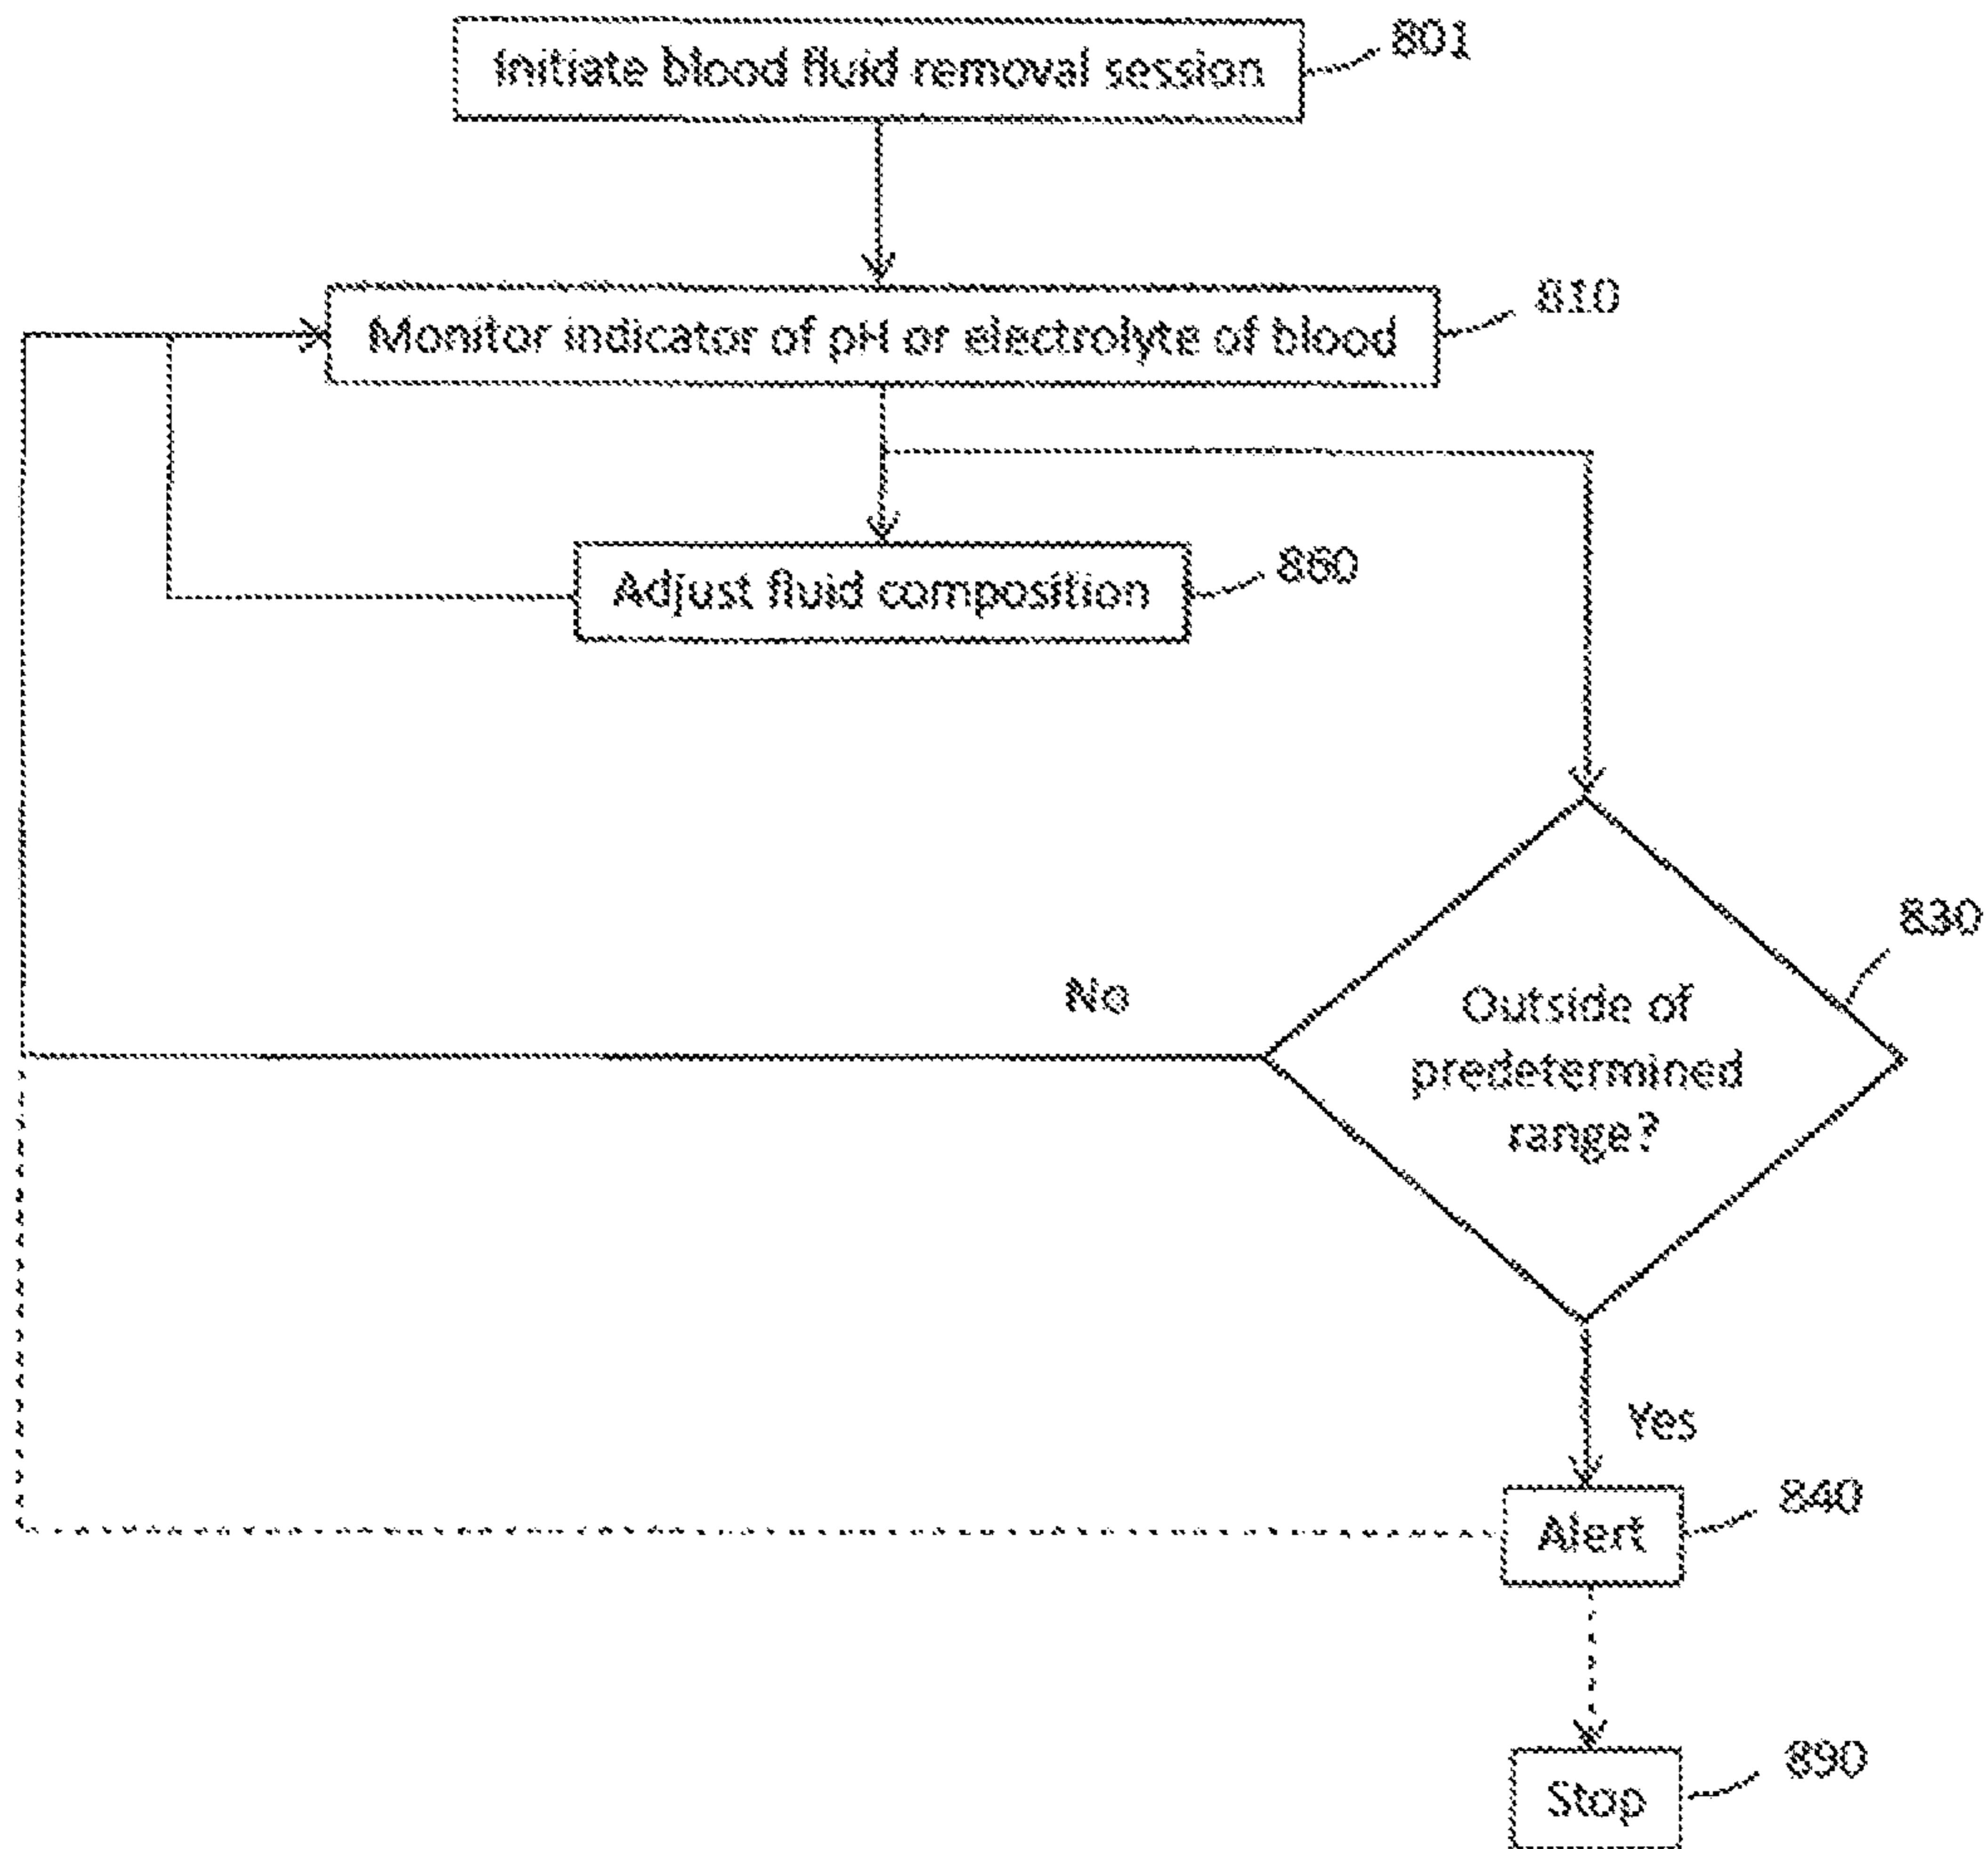 Initiate blood fluid removal session
801
Monitor indicator of pH or electrolyte of blood
810
Adjust fluid composition
860
830
No
Outside of
predetermined
range?
Yes
Alert
840
Stop
890